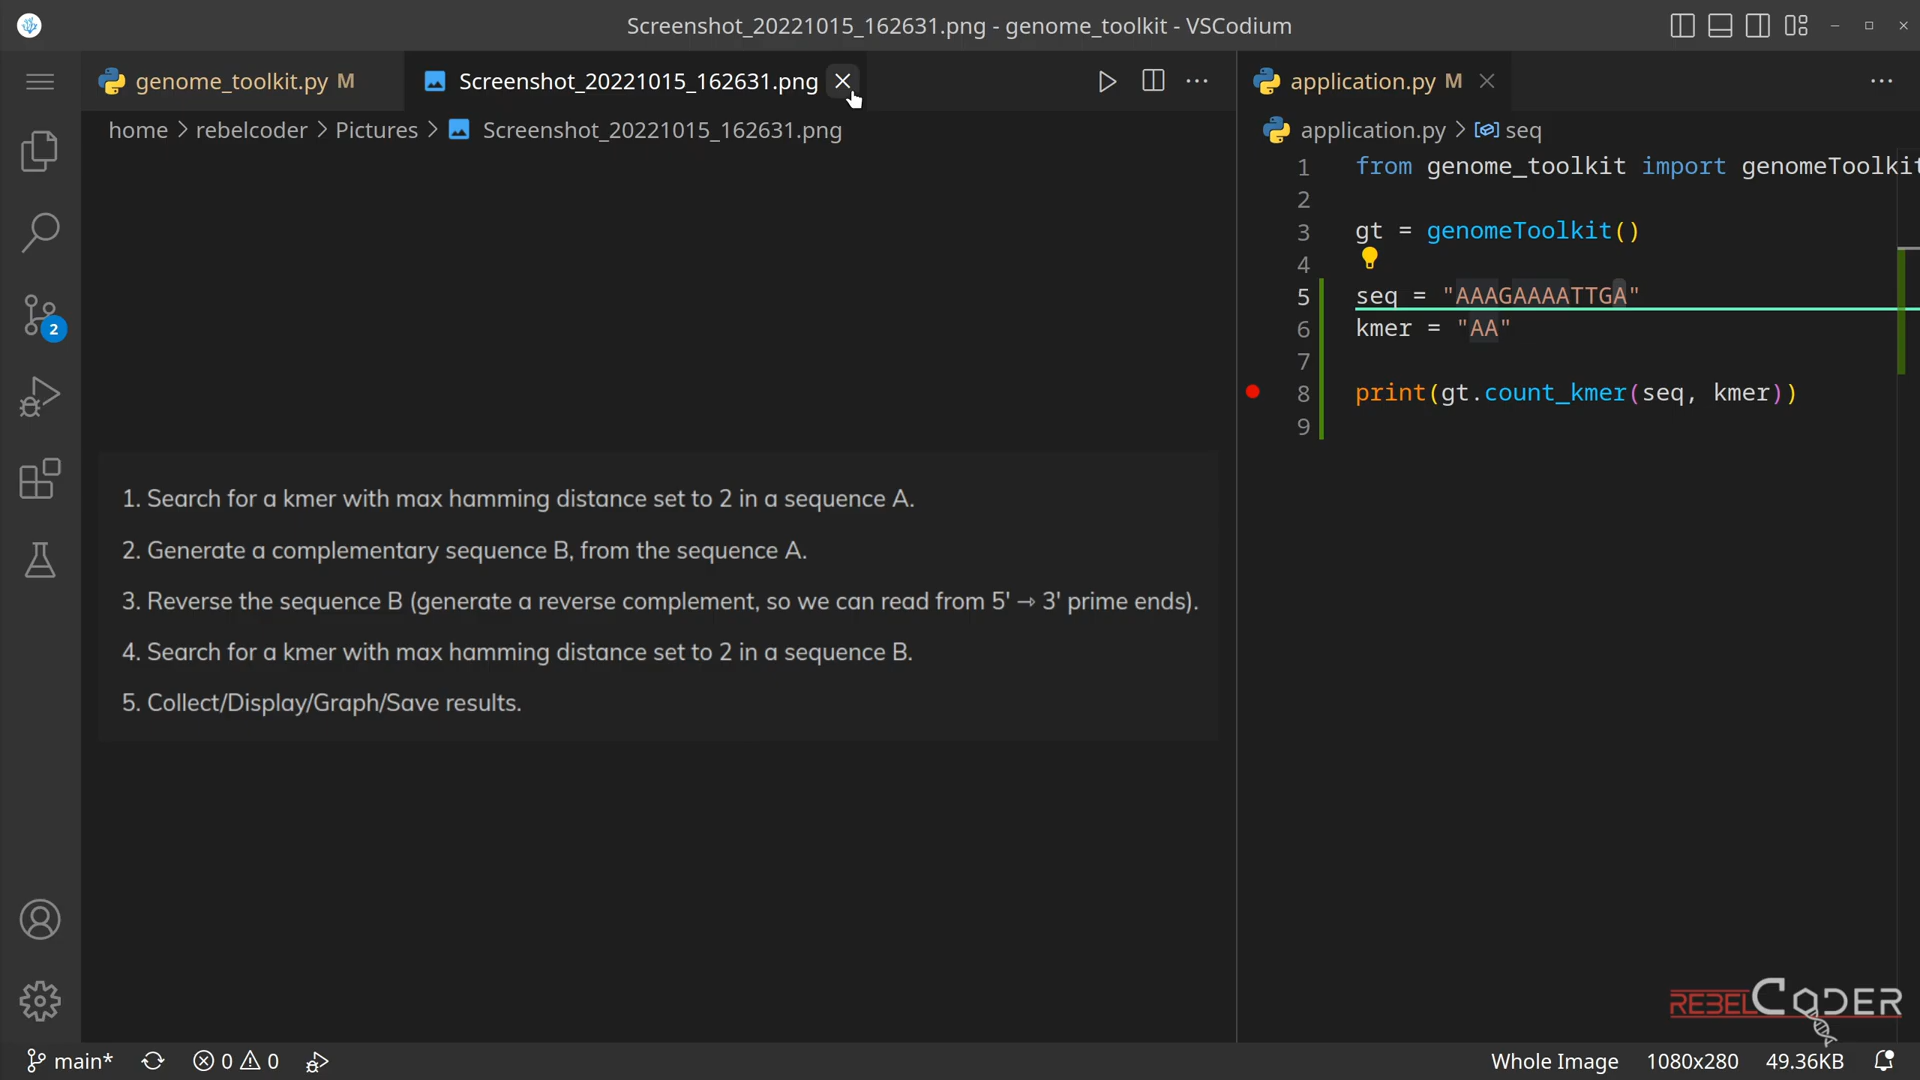 Screenshot_20221015_162631.png - genome_toolkit - VSCodium
genome_toolkit.py M
Screenshot_20221015_162631.png
application.py M
home > rebelcoder > Pictures > Screenshot_20221015_162631.png
application.py > seq
1 from genome_toolkit import genomeToolkit
2
3 gt = genomeToolkit()
4
5 seq = "AAAGAAAATTGA"
6 kmer = "AA"
7
8 print(gt.count_kmer(seq, kmer))
9
2
1. Search for a kmer with max hamming distance set to 2 in a sequence A.
2. Generate a complementary sequence B, from the sequence A.
3. Reverse the sequence B (generate a reverse complement, so we can read from 5' → 3' prime ends).
4. Search for a kmer with max hamming distance set to 2 in a sequence B.
5. Collect/Display/Graph/Save results.
REBELCODER
main* 0 0 Whole Image 1080x280 49.36KB